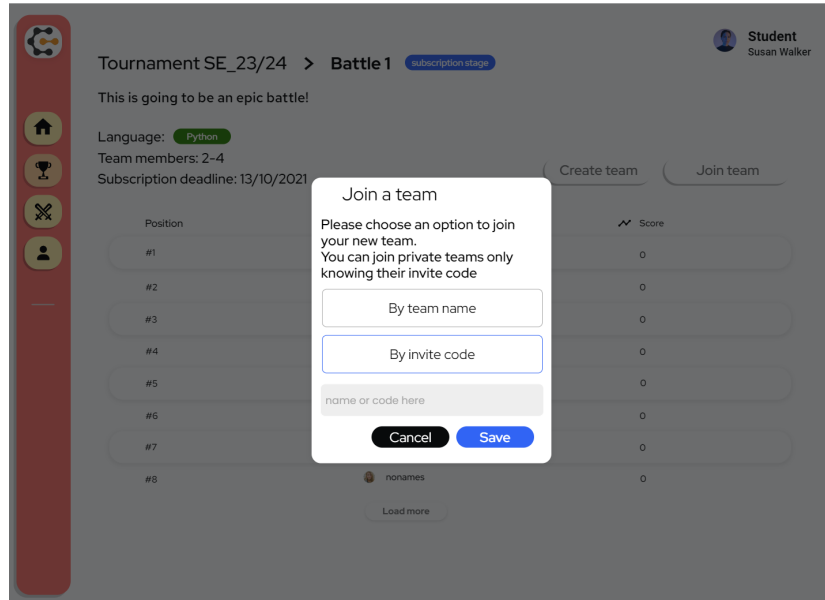 Student
Susan Walker
Tournament SE_23/24 > Battle 1 subscription stage
This is going to be an epic battle!
Language: Python
Team members: 2-4
Subscription deadline: 13/10/2021
Create team Join team
Join a team
Please choose an option to join
your new team.
You can join private teams only
knowing their invite code
By team name
By invite code
name or code here
Cancel Save
Position Score
#1 0
#2 0
#3 0
#4 0
#5 0
#6 0
#7 0
#8 nonames 0
Load more